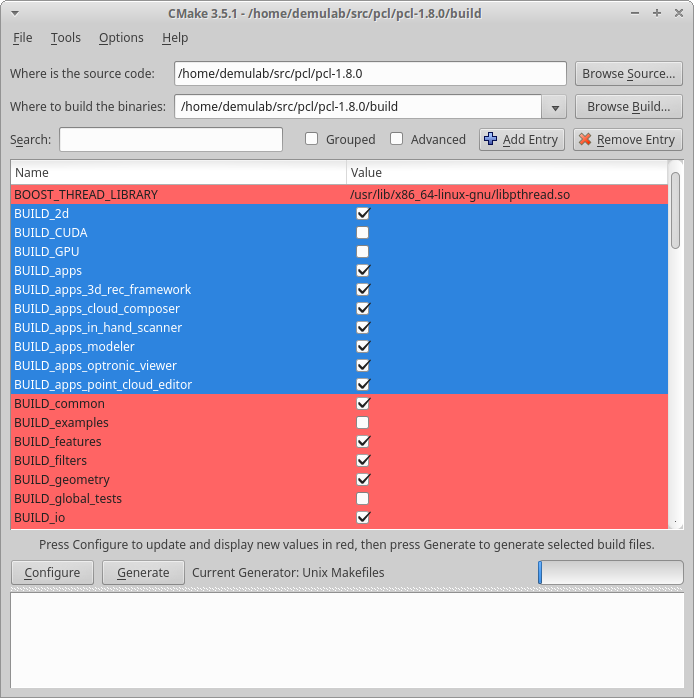 CMake 3.5.1 - /home/demulab/src/pcl/pcl-1.8.0/build
File Tools Options Help
Where is the source code: /home/demulab/src/pcl/pcl-1.8.0 Browse Source...
Where to build the binaries: /home/demulab/src/pcl/pcl-1.8.0/build Browse Build...
Search: Grouped Advanced Add Entry Remove Entry
Name Value
BOOST_THREAD_LIBRARY /usr/lib/x86_64-linux-gnu/libpthread.so
BUILD_2d
BUILD_CUDA
BUILD_GPU
BUILD_apps
BUILD_apps_3d_rec_framework
BUILD_apps_cloud_composer
BUILD_apps_in_hand_scanner
BUILD_apps_modeler
BUILD_apps_optronic_viewer
BUILD_apps_point_cloud_editor
BUILD_common
BUILD_examples
BUILD_features
BUILD_filters
BUILD_geometry
BUILD_global_tests
BUILD_io
Press Configure to update and display new values in red, then press Generate to generate selected build files.
Configure Generate Current Generator: Unix Makefiles